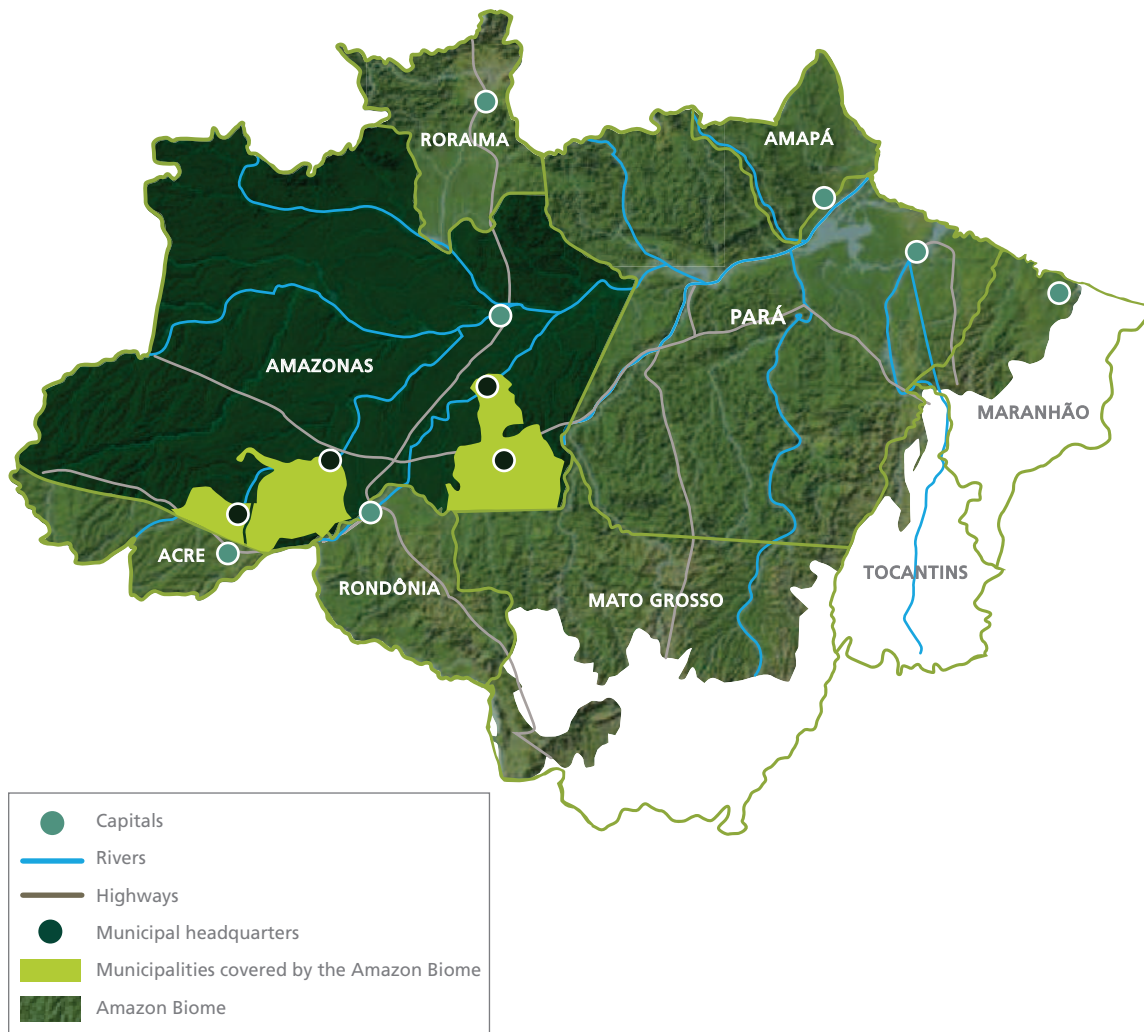 RORAIMA
AMAPÁ
PARÁ
AMAZONAS
MARANHÃO
ACRE
TOCANTINS
RONDÔNIA
MATO GROSSO
Capitals
Rivers
Highways
Municipal headquarters
Municipalities covered by the Amazon Biome
Amazon Biome